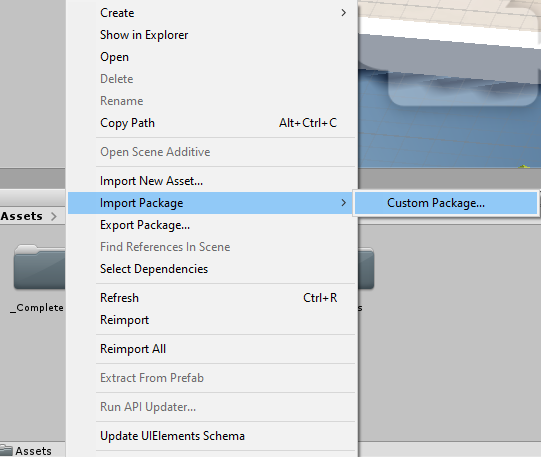 Create
Show in Explorer
Open
Delete
Rename
Copy Path Alt+Ctrl+C
Open Scene Additive
Import New Asset...
Import Package Custom Package...
Assets
Export Package...
Find References In Scene
Select Dependencies
Refresh Ctrl+R
_Complete
Reimport
Reimport All
Extract From Prefab
Run API Updater...
Update UIElements Schema
Assets